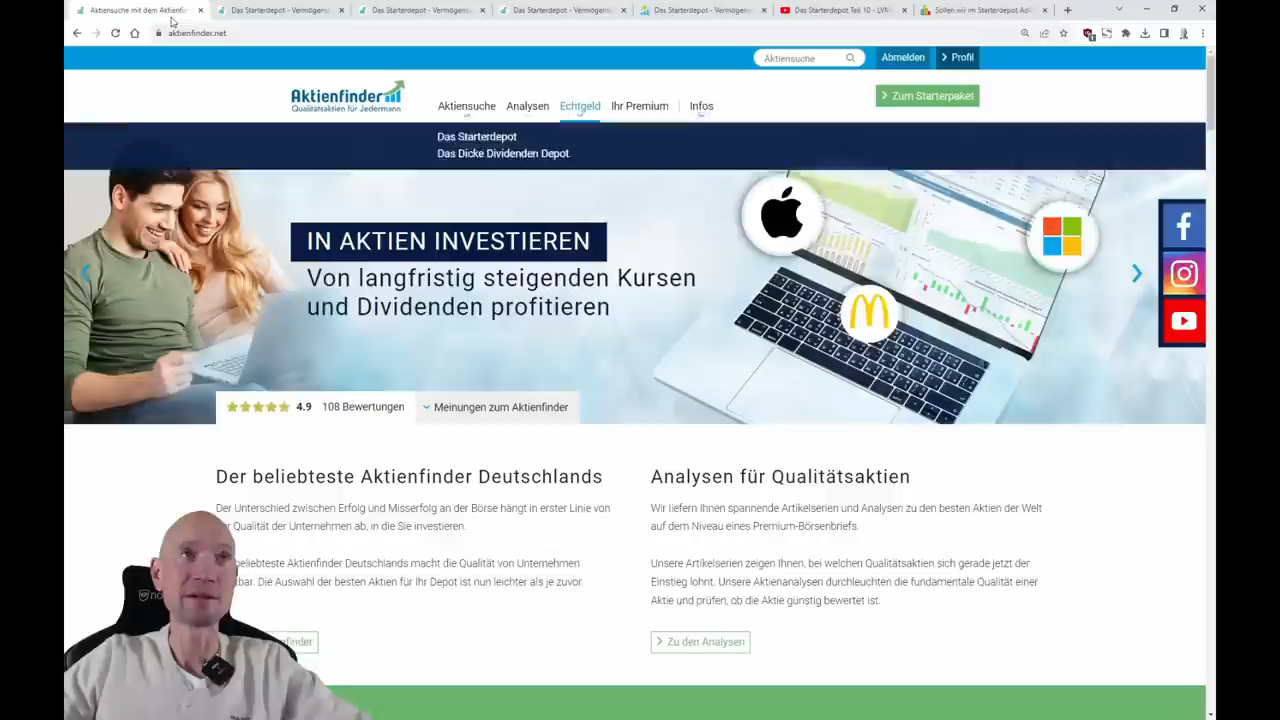 Aktiensuche mit dem Aktienfin
Das Starterdepot - Vermögens
Das Starterdepot - Vermögens
Das Starterdepot - Vermögens
Das Starterdepot - Vermögens
Das Starterdepot Teil 10 - LVM
Sollen wir im Starterdepot Ad
aktienfinder.net
Aktiensuche
Abmelden
Profil
Aktienfinder
Qualitätsaktien für Jedermann
Aktiensuche
Analysen
Echtgeld
Ihr Premium
Infos
Zum Starterpaket
Das Starterdepot
Das Dicke Dividenden Depot
IN AKTIEN INVESTIEREN
Von langfristig steigenden Kursen
und Dividenden profitieren
4.9 108 Bewertungen
Meinungen zum Aktienfinder
Der beliebteste Aktienfinder Deutschlands
Der Unterschied zwischen Erfolg und Misserfolg an der Börse hängt in erster Linie von
Qualität der Unternehmen ab, in die Sie investieren.
beliebteste Aktienfinder Deutschlands macht die Qualität von Unternehmen
bar. Die Auswahl der besten Aktien für Ihr Depot ist nun leichter als je zuvor.
finder
Analysen für Qualitätsaktien
Wir liefern Ihnen spannende Artikelserien und Analysen zu den besten Aktien der Welt
auf dem Niveau eines Premium-Börsenbriefs.
Unsere Artikelserien zeigen Ihnen, bei welchen Qualitätsaktien sich gerade jetzt der
Einstieg lohnt. Unsere Aktienanalysen durchleuchten die fundamentale Qualität einer
Aktie und prüfen, ob die Aktie günstig bewertet ist.
Zu den Analysen